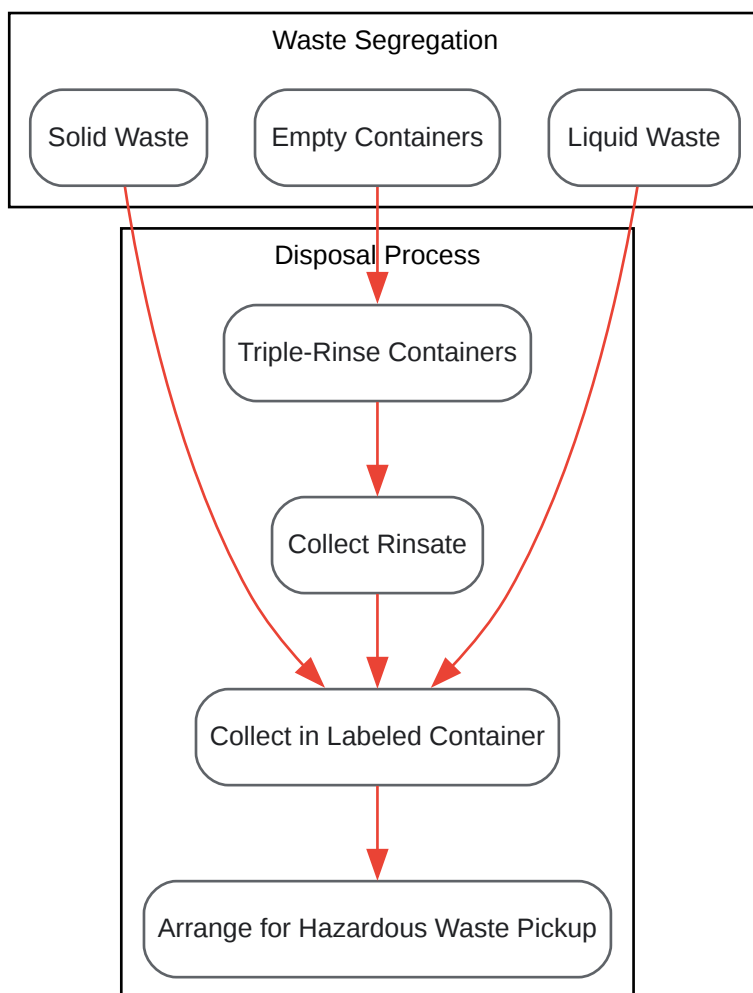 Waste Segregation
Solid Waste
Empty Containers
Liquid Waste
Disposal Process
Triple-Rinse Containers
Collect Rinsate
Collect in Labeled Container
Arrange for Hazardous Waste Pickup